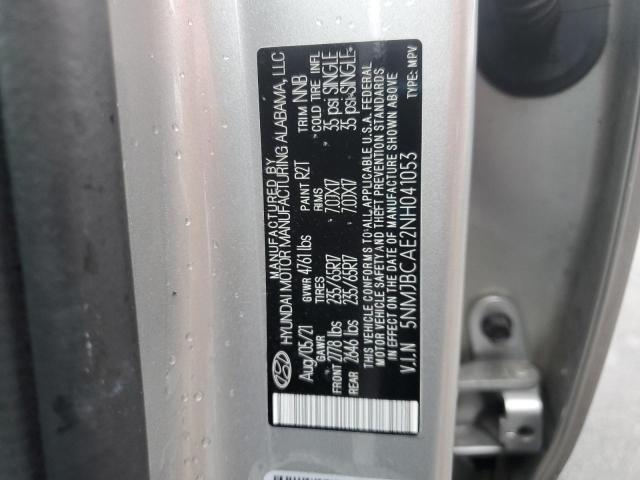 MANUFACTURED BY
HYUNDAI MOTOR MANUFACTURING ALABAMA, LLC
Aug/05/21 GVWR 4761lbs PAINT R2T TRIM NNB
GAWR TIRES RIMS COLD TIRE INFL
FRONT 2778 lbs 235/65R17 7.0JX17 35 psi SINGLE
REAR 2646 lbs 235/65R17 7.0JX17 35 psi SINGLE
THIS VEHICLE CONFORMS TO ALL APPLICABLE U.S.A. FEDERAL
MOTOR VEHICLE SAFETY AND THEFT PREVENTION STANDARDS
IN EFFECT ON THE DATE OF MANUFACTURE SHOWN ABOVE
V.I.N 5NMJBCAE2NH041053 TYPE: MPV